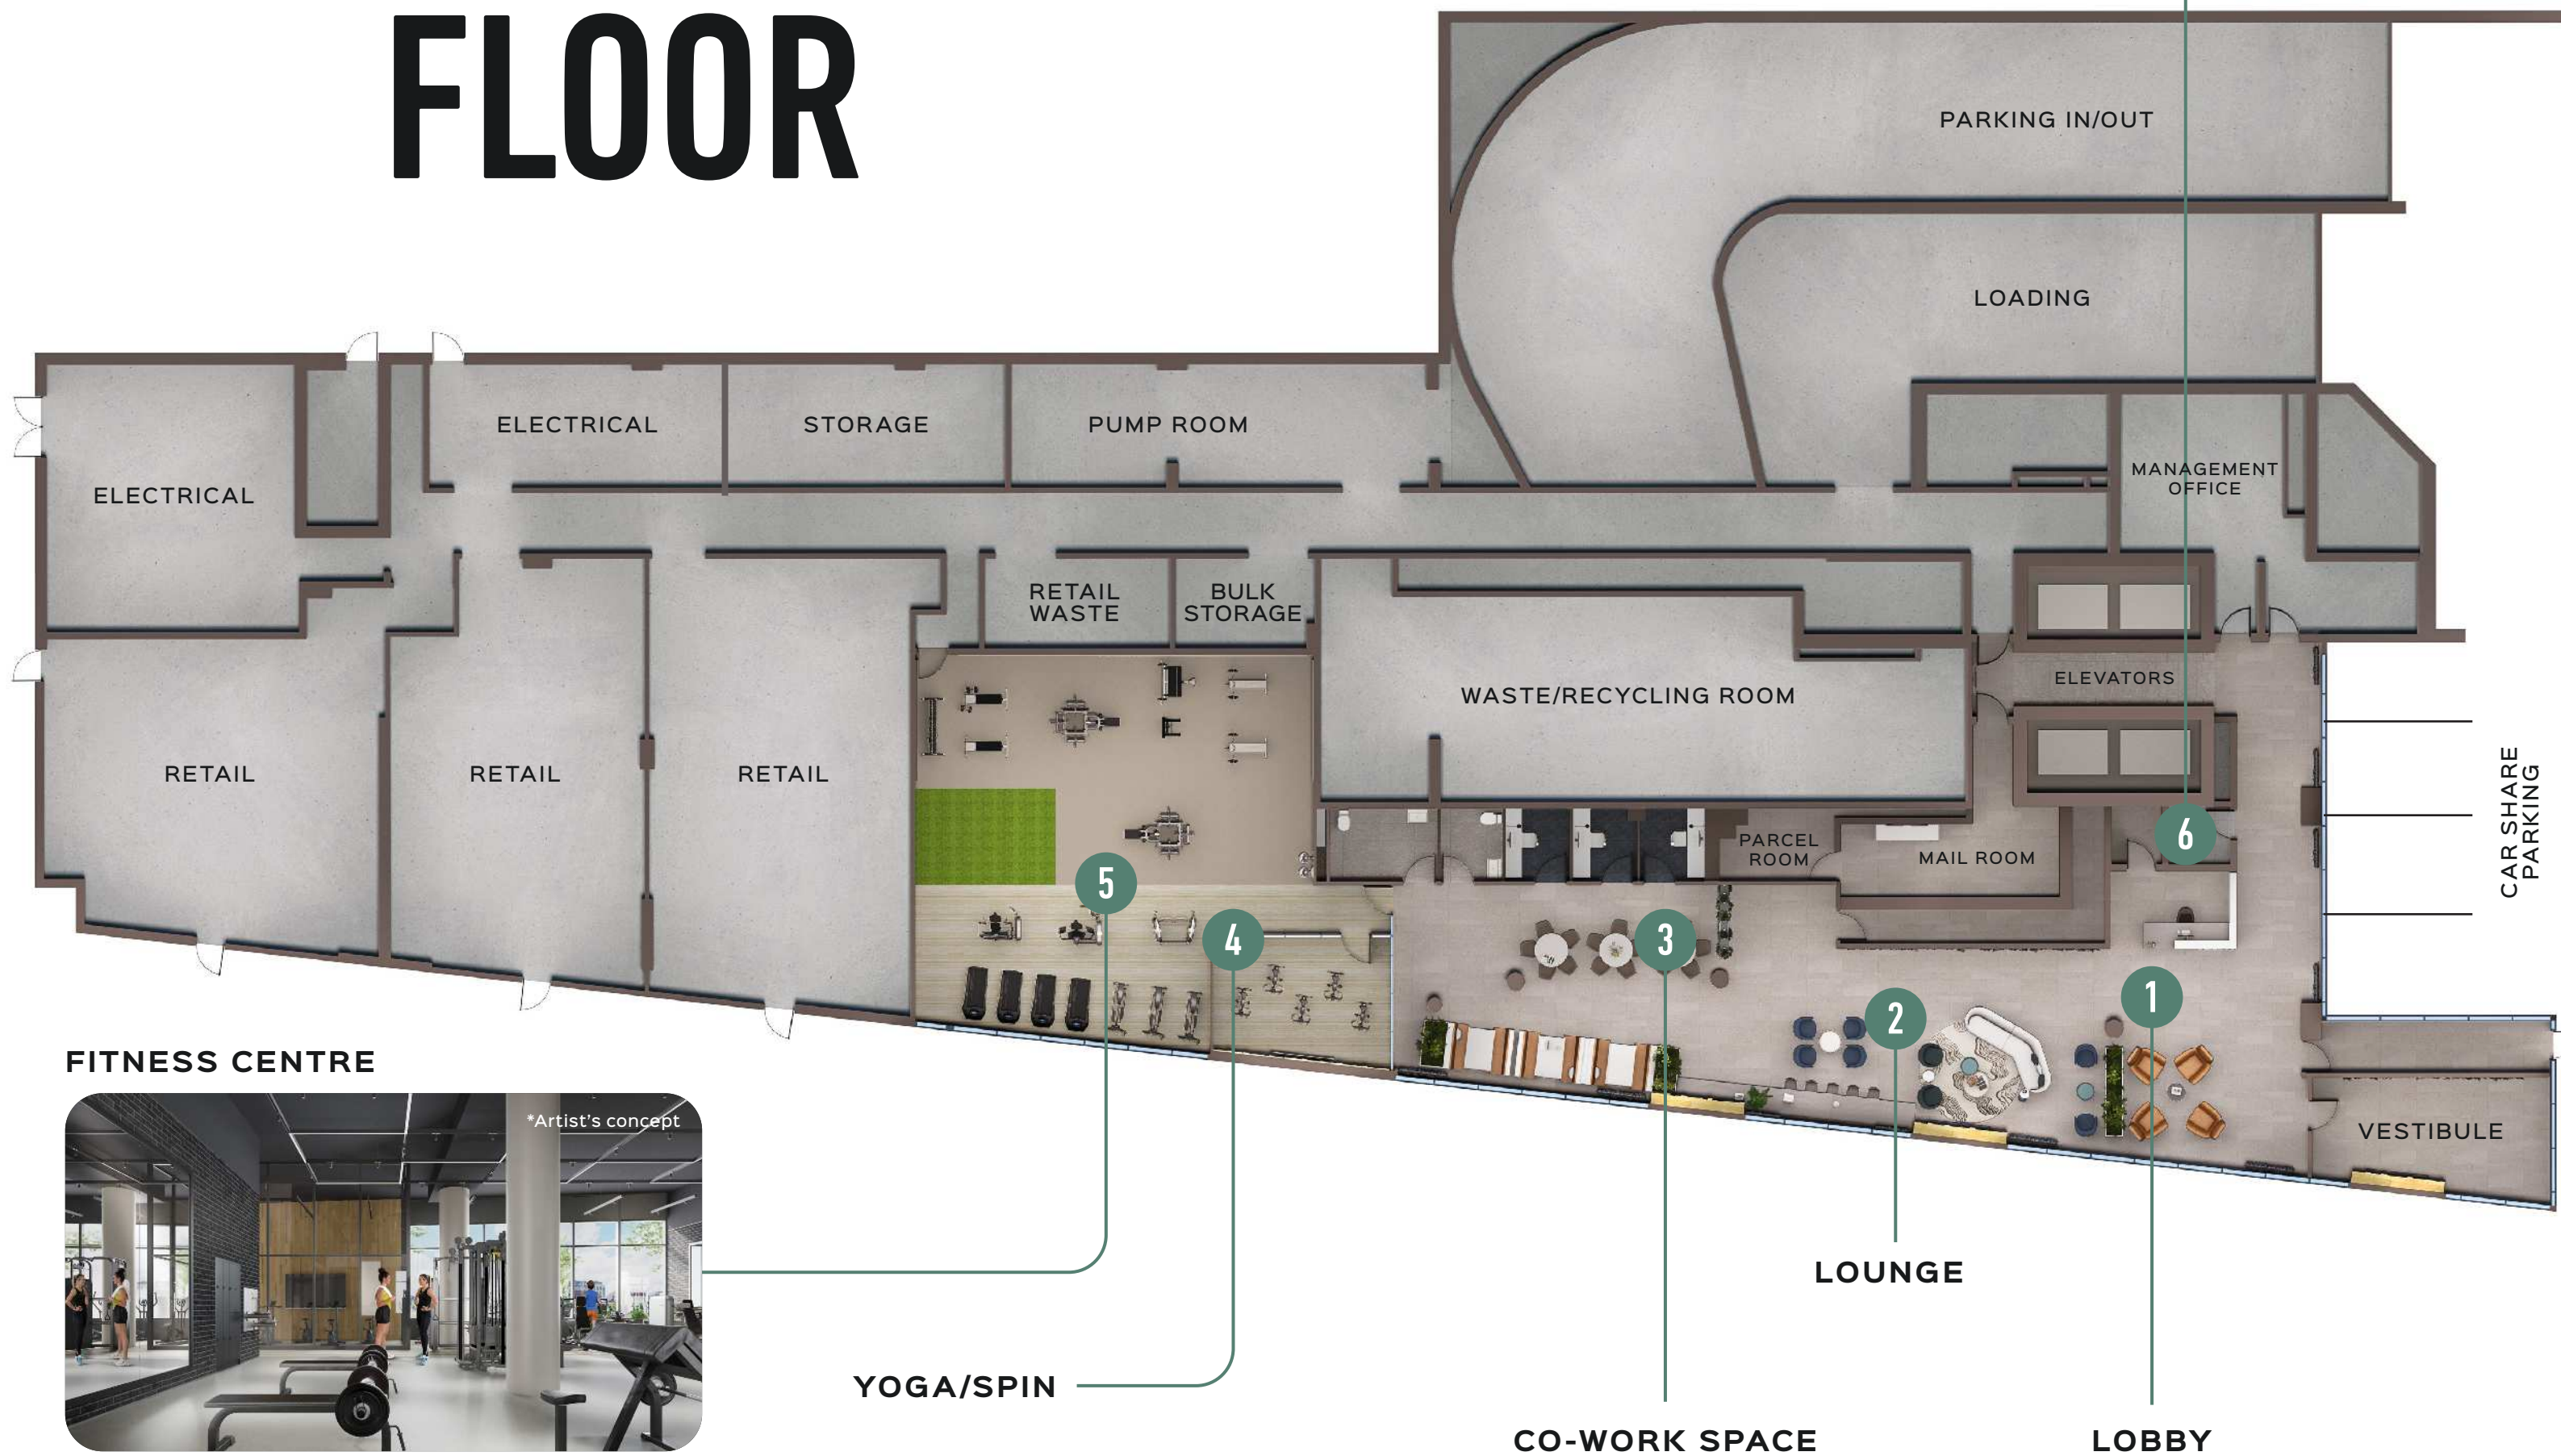 FLOOR
PARKING IN/OUT
LOADING
ELECTRICAL
STORAGE
PUMP ROOM
MANAGEMENT
OFFICE
ELECTRICAL
RETAIL
WASTE
BULK
STORAGE
WASTE/RECYCLING ROOM
ELEVATORS
RETAIL
RETAIL
RETAIL
CAR SHARE
PARKING
PARCEL
ROOM
MAIL ROOM
6
5
4
3
2
1
VESTIBULE
FITNESS CENTRE
*Artist's concept
LOUNGE
YOGA/SPIN
CO-WORK SPACE
LOBBY